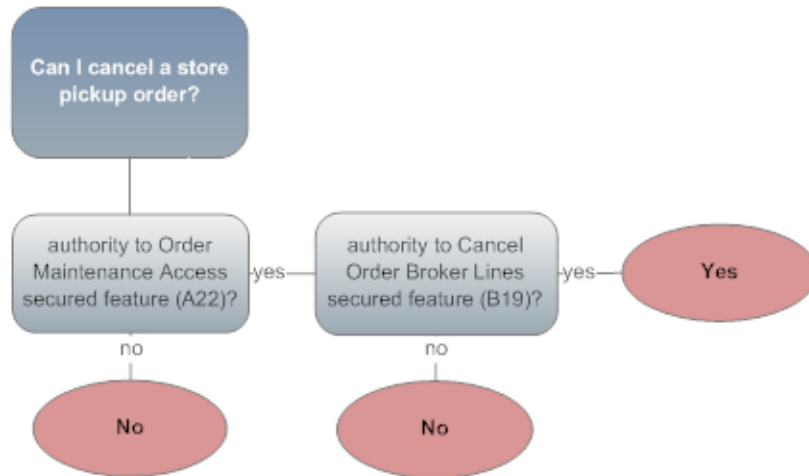 Can I cancel a store
pickup order?
authority to Order
Maintenance Access
secured feature (A22)?
yes
authority to Cancel
Order Broker Lines
secured feature (B19)?
yes
Yes
no
no
No
No